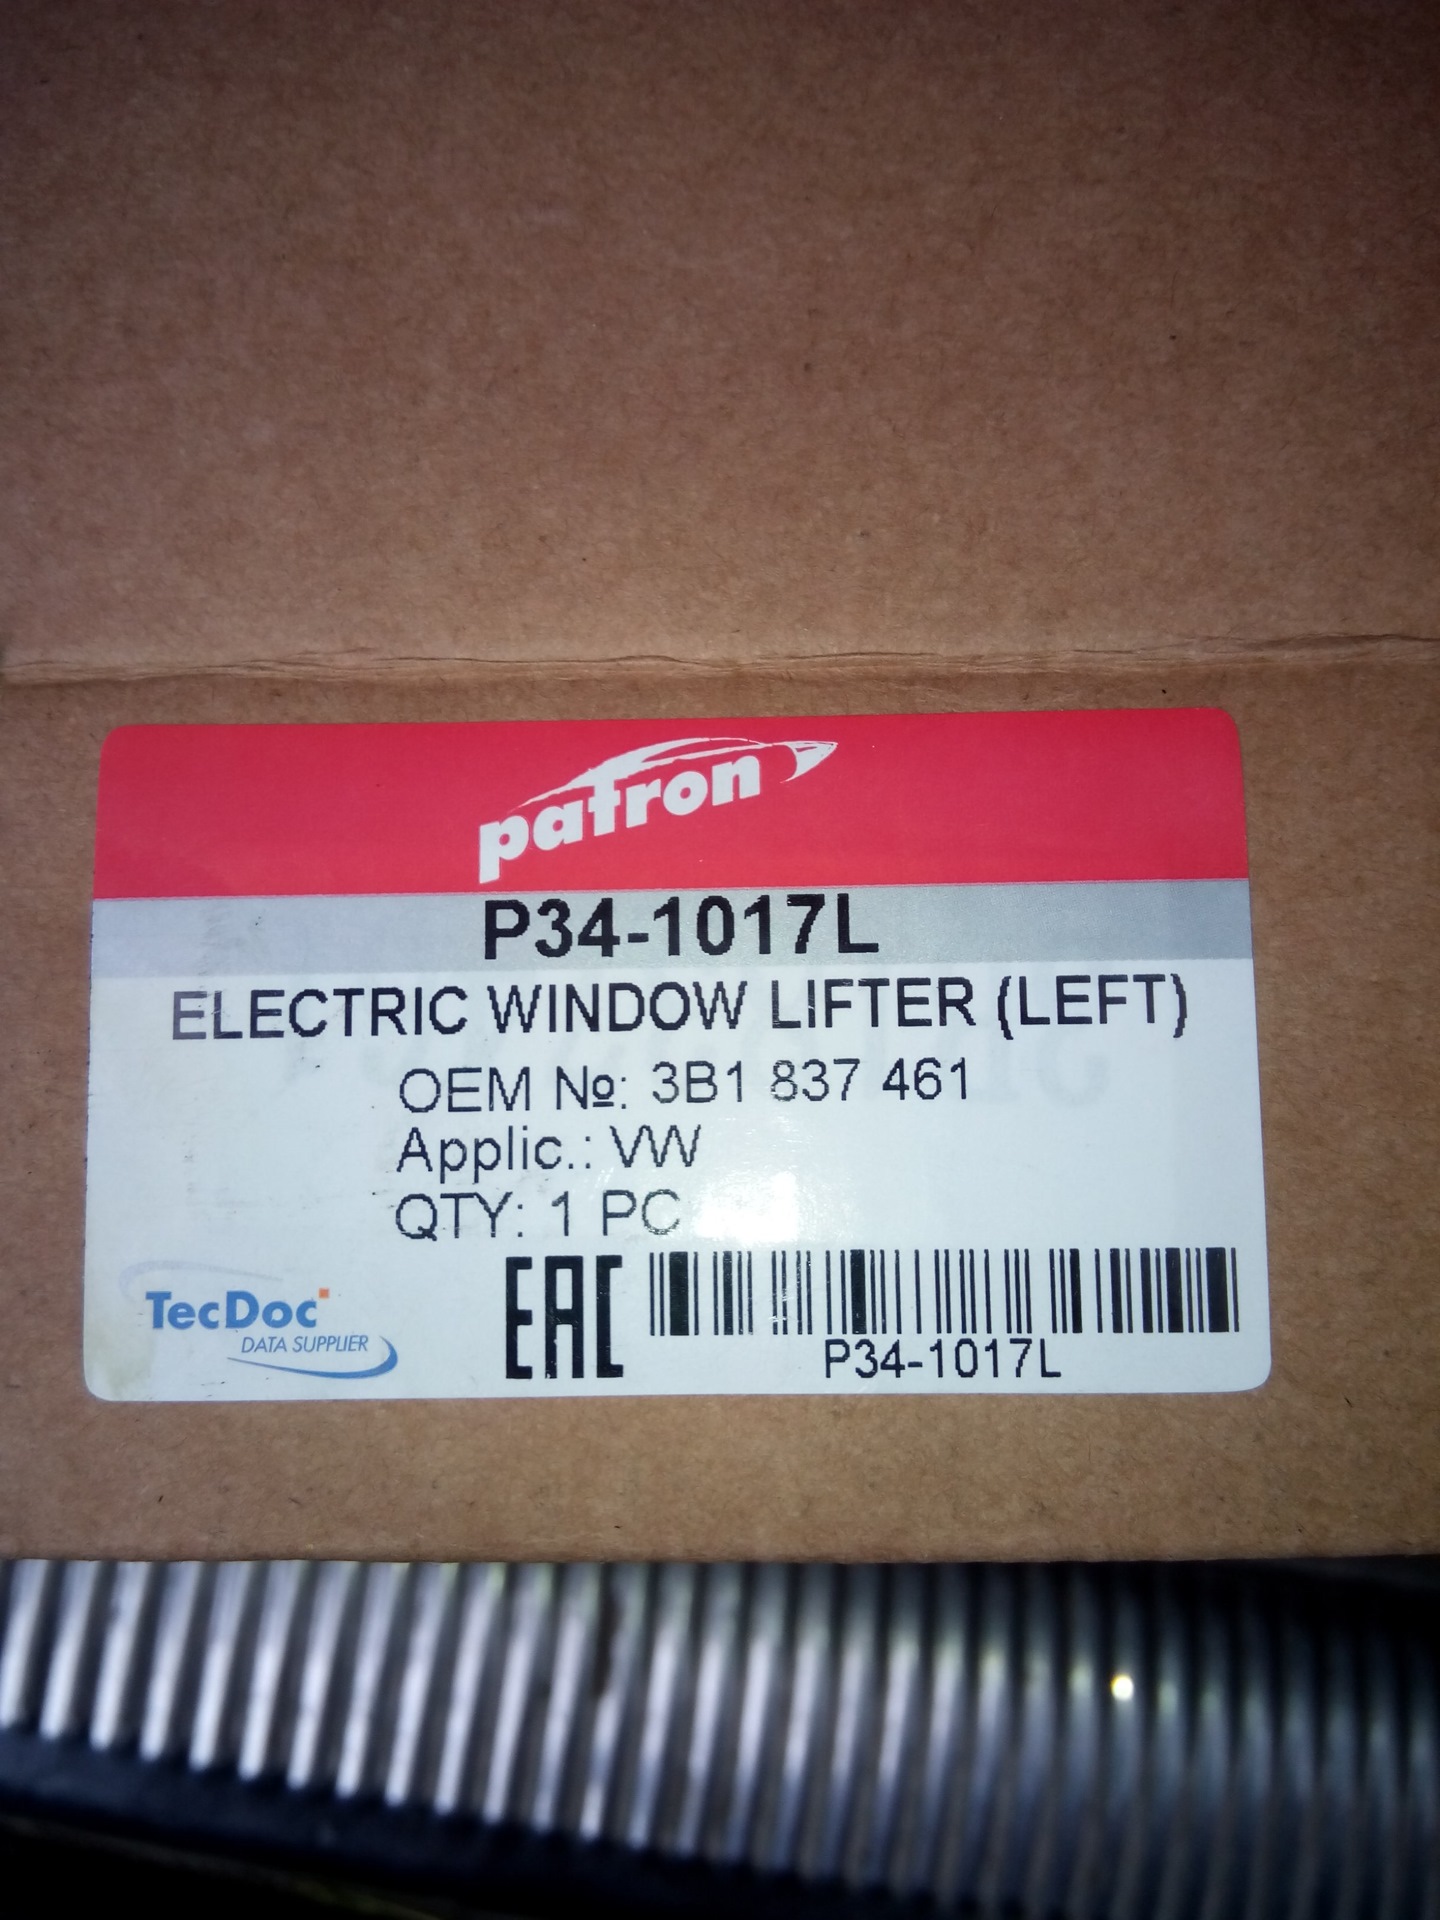 patron
P34-1017L
ELECTRIC WINDOW LIFTER (LEFT)
OEM №: 3B1 837 461
Applic.: VW
QTY: 1 PC
TecDoc
DATA SUPPLIER
EAC
P34-1017L